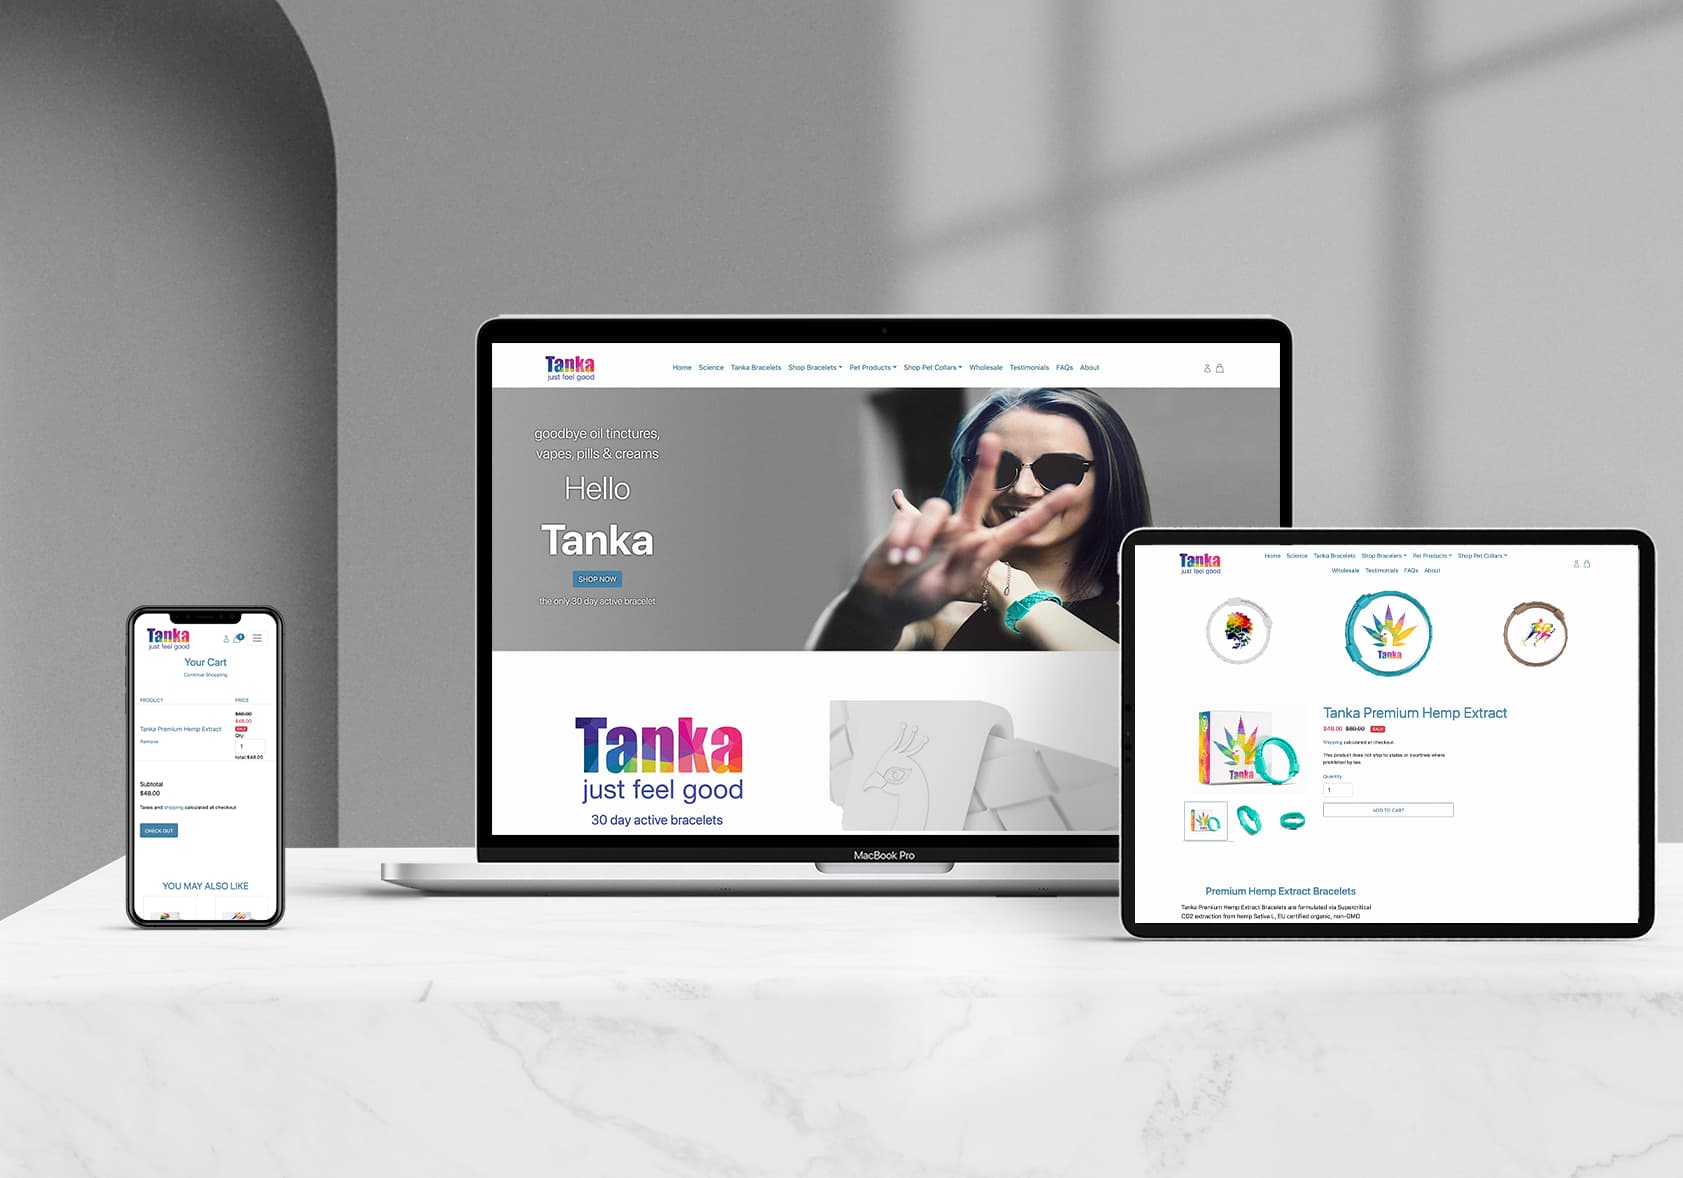 Tanka
just feel good
Home Science Tanka Bracelets Shop Bracelets Pet Products Shop Pet Collars Wholesale Testimonials FAQs About
goodbye oil tinctures,
vapes, pills & creams
Hello
Tanka
SHOP NOW
the only 30 day active bracelet
Tanka
just feel good
30 day active bracelets
MacBook Pro
Tanka
just feel good
Your Cart
Continue Shopping
PRODUCT PRICE
$80.00
$48.00
SALE
Tanka Premium Hemp Extract
Qty:
Remove
1
total:$48.00
Subtotal
$48.00
Taxes and shipping calculated at checkout
CHECK OUT
YOU MAY ALSO LIKE
Tanka
just feel good
Home Science Tanka Bracelets Shop Bracelets Pet Products Shop Pet Collars
Wholesale Testimonials FAQs About
Tanka
Tanka
Tanka Premium Hemp Extract
$48.00 $80.00 SALE
Shipping calculated at checkout.
This product does not ship to states or countries where
prohibited by law.
Quantity
1
ADD TO CART
Premium Hemp Extract Bracelets
Tanka Premium Hemp Extract Bracelets are formulated via Supercritical
CO2 extraction from hemp Sativa L, EU certified organic, non-GMO